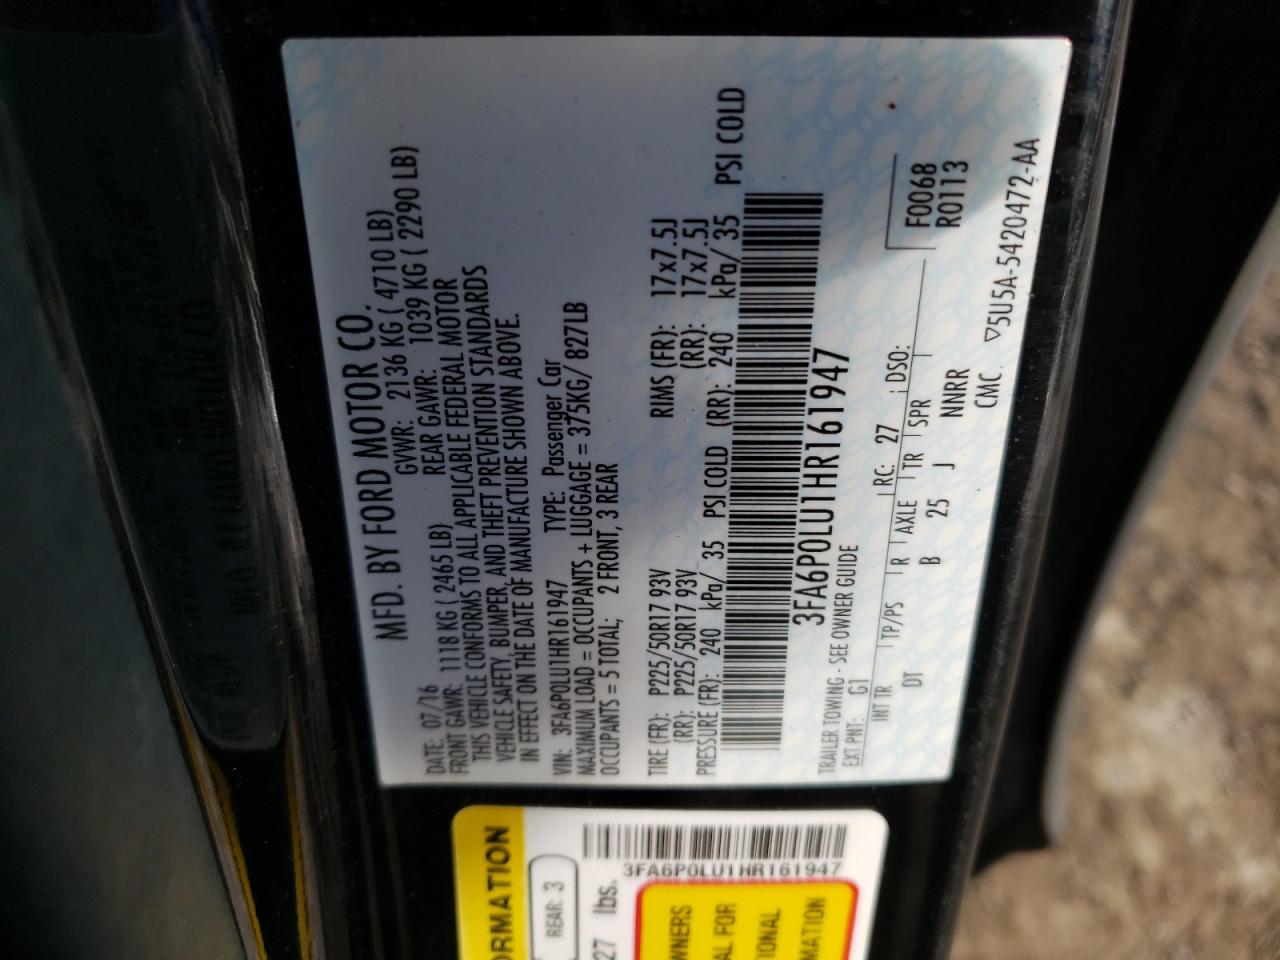 MFD. BY FORD MOTOR CO.
DATE: 07/16 GVWR: 2136 KG ( 4710 LB)
FRONT GAWR: 1118 KG ( 2465 LB) REAR GAWR: 1039 KG ( 2290 LB)
THIS VEHICLE CONFORMS TO ALL APPLICABLE FEDERAL MOTOR
VEHICLE SAFETY, BUMPER, AND THEFT PREVENTION STANDARDS
IN EFFECT ON THE DATE OF MANUFACTURE SHOWN ABOVE.
VIN: 3FA6P0LU1HR161947 TYPE: Passenger Car
MAXIMUM LOAD = OCCUPANTS + LUGGAGE = 375KG/ 827LB
OCCUPANTS = 5 TOTAL; 2 FRONT, 3 REAR
TIRE (FR): P225/50R17 93V RIMS (FR): 17x7.5J
(RR): P225/50R17 93V (RR): 17x7.5J
PRESSURE (FR): 240 kPa/ 35 PSI COLD (RR): 240 kPa/ 35 PSI COLD
3FA6P0LU1HR161947
TRAILER TOWING - SEE OWNER GUIDE
EXT PNT: G1 RC: 27 DSO: F0068
R0113
INT TR TP/PS R AXLE TR SPR
DT B 25 J NNRR
CMC ▽5U5A-5420472-AA
ORMATION
REAR: 3
27 lbs.
3FA6P0LU1HR161947
WNERS
AL FOR
TIONAL
MATION